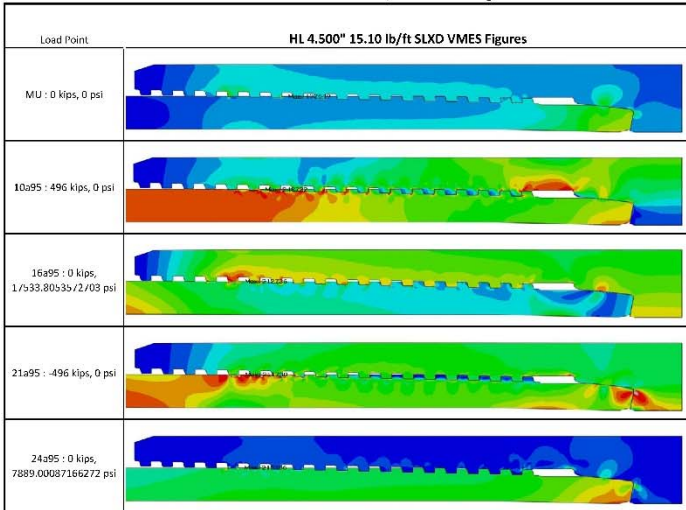 Load Point
HL 4.500" 15.10 lb/ft SLXD VMES Figures
MU : 0 kips, 0 psi
10a95 : 496 kips, 0 psi
16a95 : 0 kips,
17533.8053572703 psi
21a95 : -496 kips, 0 psi
24a95 : 0 kips,
7889.00087166272 psi